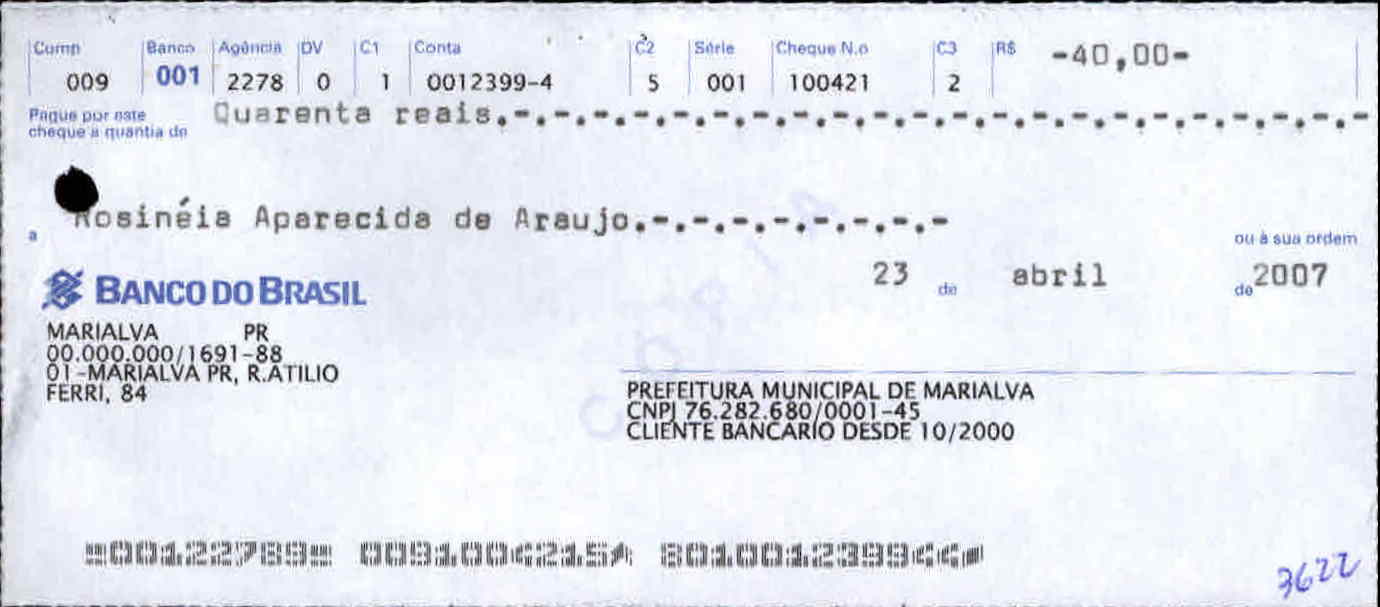 Comp Banco Agência DV C1 Conta C2 Série Cheque N.o C3 R$ -40,00-
009 001 2278 0 1 0012399-4 5 001 100421 2
Pague por este Quarenta reais.-.-.-.-.-.-.-.-.-.-.-.-.-.-.-.-.-.-
cheque a quantia de
a Rosinéia Aparecida de Araujo.-.-.-.-.-.-.-
ou à sua ordem
23 de abril de 2007
BANCO DO BRASIL
MARIALVA PR
00.000.000/1691-88
01-MARIALVA PR, R.ATILIO
FERRI, 84
PREFEITURA MUNICIPAL DE MARIALVA
CNPJ 76.282.680/0001-45
CLIENTE BANCÁRIO DESDE 10/2000
3622